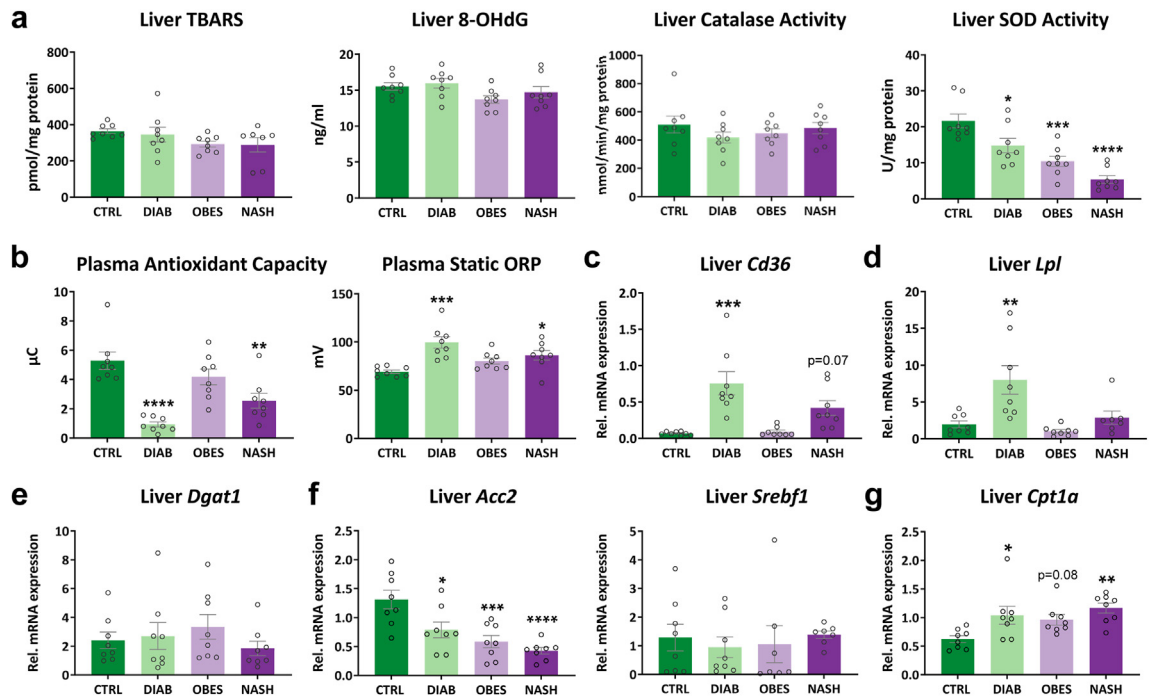 a
Liver TBARS
pmol/mg protein
800
600
400
200
0
CTRL DIAB OBES NASH
Liver 8-OHdG
ng/ml
20
15
10
5
0
CTRL DIAB OBES NASH
Liver Catalase Activity
nmol/min/mg protein
1000
800
600
400
200
0
CTRL DIAB OBES NASH
Liver SOD Activity
U/mg protein
40
30
20
10
0
*
***
****
CTRL DIAB OBES NASH
b
Plasma Antioxidant Capacity
µC
10
8
6
4
2
0
****
**
CTRL DIAB OBES NASH
Plasma Static ORP
mV
150
100
50
0
***
*
CTRL DIAB OBES NASH
c
Liver Cd36
Rel. mRNA expression
2.0
1.5
1.0
0.5
0.0
***
p=0.07
CTRL DIAB OBES NASH
d
Liver Lpl
Rel. mRNA expression
20
15
10
5
0
**
CTRL DIAB OBES NASH
e
Liver Dgat1
Rel. mRNA expression
10
8
6
4
2
0
CTRL DIAB OBES NASH
f
Liver Acc2
Rel. mRNA expression
2.5
2.0
1.5
1.0
0.5
0.0
*
***
****
CTRL DIAB OBES NASH
Liver Srebf1
Rel. mRNA expression
5
4
3
2
1
0
CTRL DIAB OBES NASH
g
Liver Cpt1a
Rel. mRNA expression
2.5
2.0
1.5
1.0
0.5
0.0
*
p=0.08
**
CTRL DIAB OBES NASH